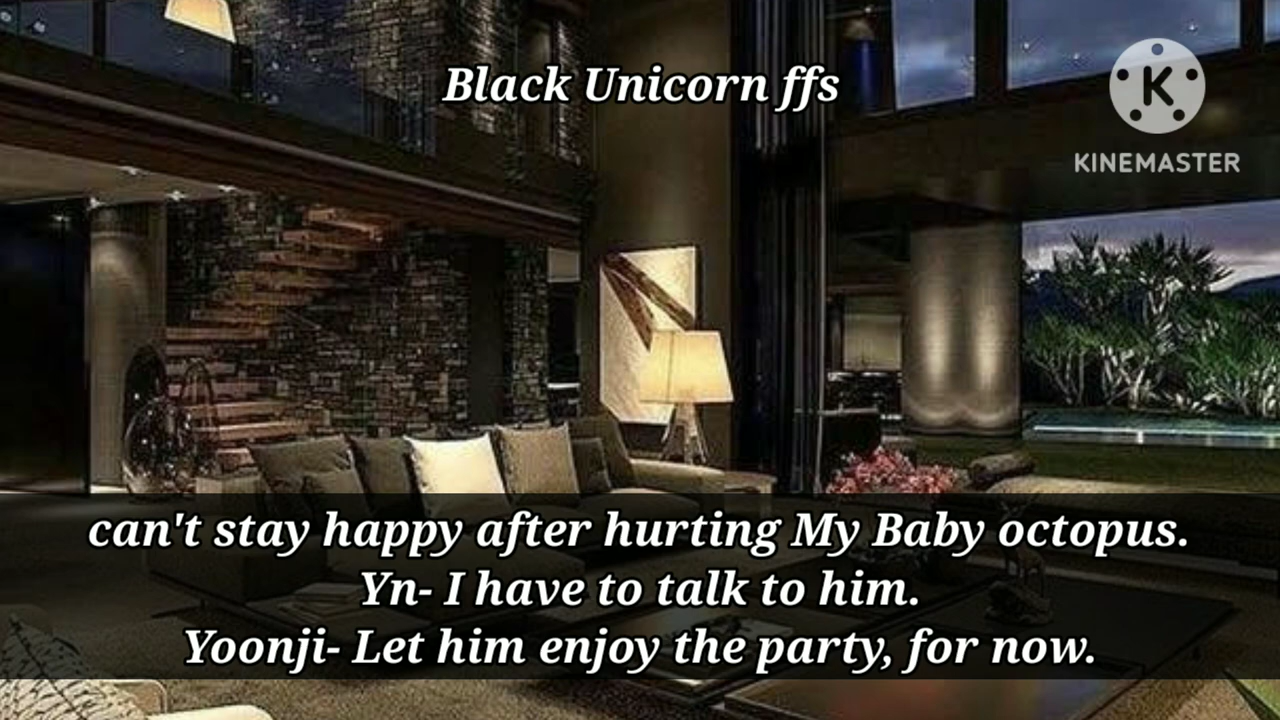 Black Unicorn ffs
K
KINEMASTER
can't stay happy after hurting My Baby octopus.
Yn- I have to talk to him.
Yoonji- Let him enjoy the party, for now.